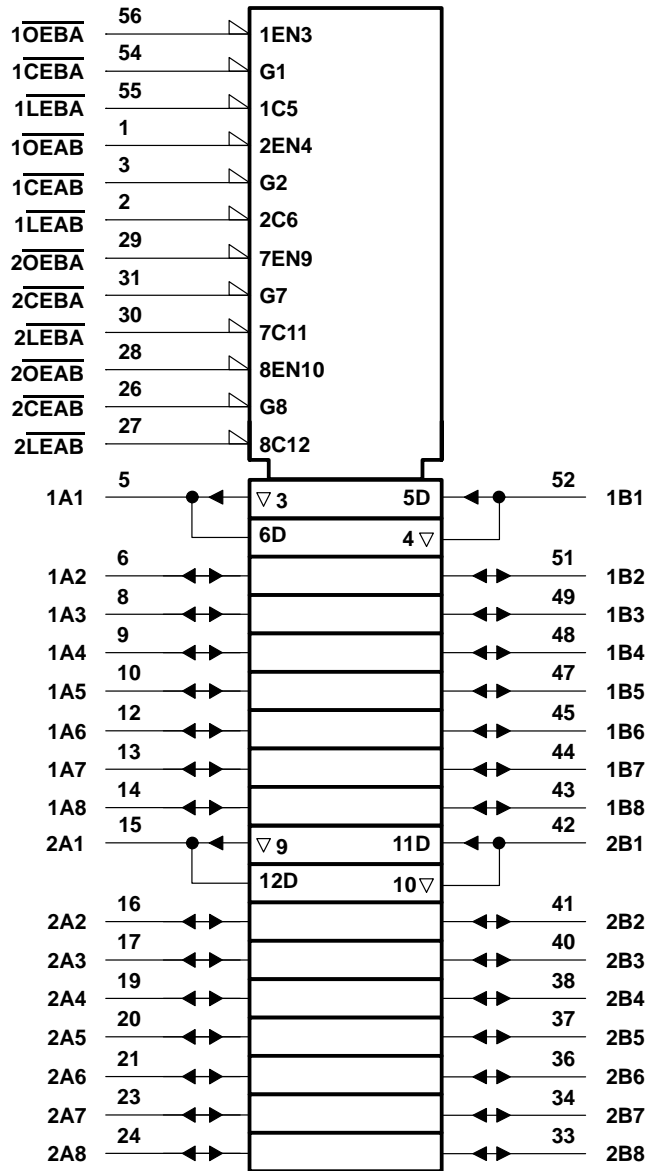 1OEBA 56 1EN3
1CEBA 54 G1
1LEBA 55 1C5
1OEAB 1 2EN4
1CEAB 3 G2
1LEAB 2 2C6
2OEBA 29 7EN9
2CEBA 31 G7
2LEBA 30 7C11
2OEAB 28 8EN10
2CEAB 26 G8
2LEAB 27 8C12
1A1 5 ▽ 3 5D 52 1B1
6D 4 ▽
1A2 6 51 1B2
1A3 8 49 1B3
1A4 9 48 1B4
1A5 10 47 1B5
1A6 12 45 1B6
1A7 13 44 1B7
1A8 14 43 1B8
2A1 15 ▽ 9 11D 42 2B1
12D 10 ▽
2A2 16 41 2B2
2A3 17 40 2B3
2A4 19 38 2B4
2A5 20 37 2B5
2A6 21 36 2B6
2A7 23 34 2B7
2A8 24 33 2B8